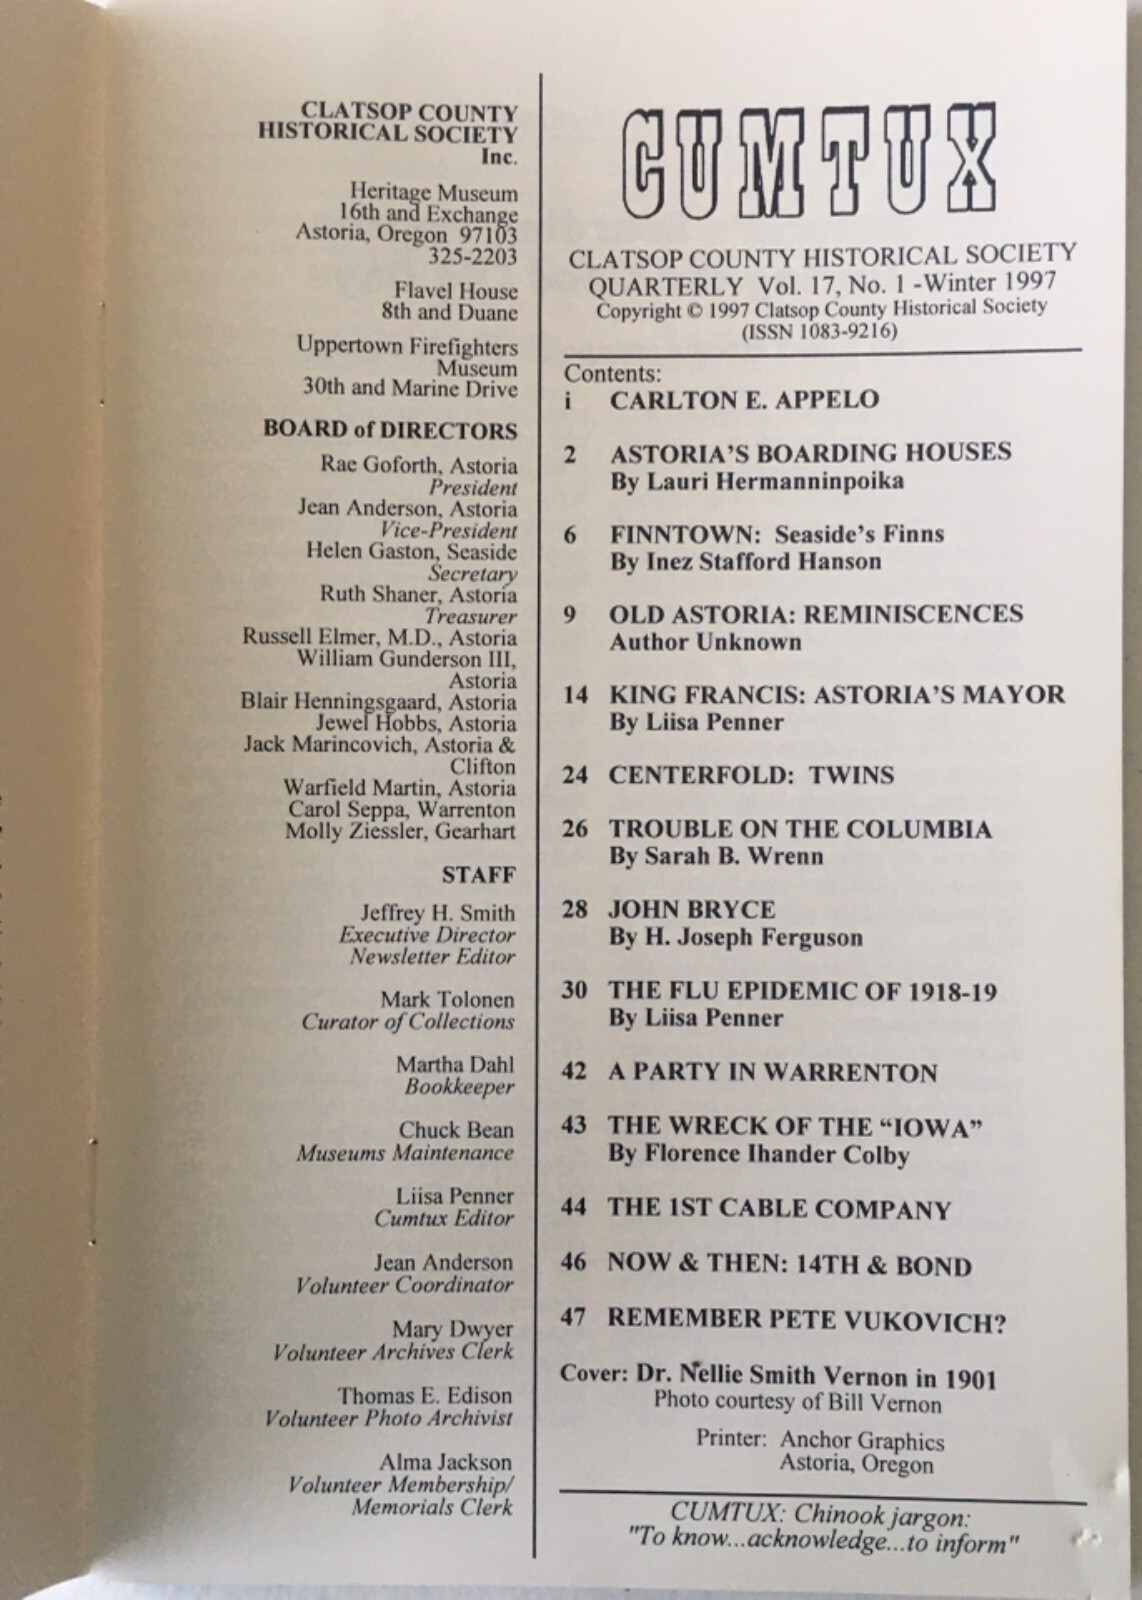 CLATSOP COUNTY
HISTORICAL SOCIETY
Inc.
Heritage Museum
16th and Exchange
Astoria, Oregon 97103
325-2203
Flavel House
8th and Duane
Uppertown Firefighters
Museum
30th and Marine Drive
BOARD of DIRECTORS
Rae Goforth, Astoria
President
Jean Anderson, Astoria
Vice-President
Helen Gaston, Seaside
Secretary
Ruth Shaner, Astoria
Treasurer
Russell Elmer, M.D., Astoria
William Gunderson III,
Astoria
Blair Henningsgaard, Astoria
Jewel Hobbs, Astoria
Jack Marincovich, Astoria &
Clifton
Warfield Martin, Astoria
Carol Seppa, Warrenton
Molly Ziessler, Gearhart
STAFF
Jeffrey H. Smith
Executive Director
Newsletter Editor
Mark Tolonen
Curator of Collections
Martha Dahl
Bookkeeper
Chuck Bean
Museums Maintenance
Liisa Penner
Cumtux Editor
Jean Anderson
Volunteer Coordinator
Mary Dwyer
Volunteer Archives Clerk
Thomas E. Edison
Volunteer Photo Archivist
Alma Jackson
Volunteer Membership/
Memorials Clerk
CUMTUX
CLATSOP COUNTY HISTORICAL SOCIETY
QUARTERLY Vol. 17, No. 1 -Winter 1997
Copyright © 1997 Clatsop County Historical Society
(ISSN 1083-9216)
Contents:
i CARLTON E. APPELO
2 ASTORIA'S BOARDING HOUSES
By Lauri Hermanninpoika
6 FINNTOWN: Seaside's Finns
By Inez Stafford Hanson
9 OLD ASTORIA: REMINISCENCES
Author Unknown
14 KING FRANCIS: ASTORIA'S MAYOR
By Liisa Penner
24 CENTERFOLD: TWINS
26 TROUBLE ON THE COLUMBIA
By Sarah B. Wrenn
28 JOHN BRYCE
By H. Joseph Ferguson
30 THE FLU EPIDEMIC OF 1918-19
By Liisa Penner
42 A PARTY IN WARRENTON
43 THE WRECK OF THE "IOWA"
By Florence Ihander Colby
44 THE 1ST CABLE COMPANY
46 NOW & THEN: 14TH & BOND
47 REMEMBER PETE VUKOVICH?
Cover: Dr. Nellie Smith Vernon in 1901
Photo courtesy of Bill Vernon
Printer: Anchor Graphics
Astoria, Oregon
CUMTUX: Chinook jargon:
"To know...acknowledge...to inform"